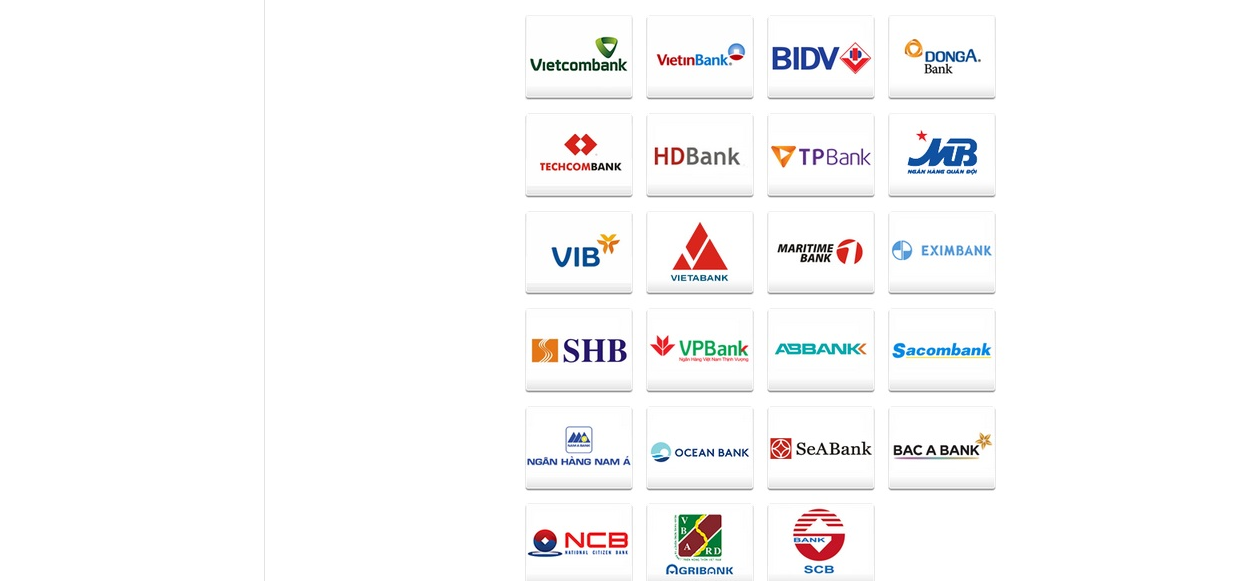 Vietcombank
VietinBank
BIDV
DONGA.
Bank
TECHCOMBANK
HDBank
TPBank
MB
NGÂN HÀNG QUÂN ĐỘI
VIB
VIETABANK
MARITIME
BANK
EXIMBANK
SHB
VPBank
Ngân Hàng Việt Nam Thịnh Vượng
ABBANK
Sacombank
NAM A BANK
NGÂN HÀNG NAM Á
OCEAN BANK
SeABank
BAC A BANK
NCB
NATIONAL CITIZEN BANK
VBARD
AGRIBANK
BANK
SCB